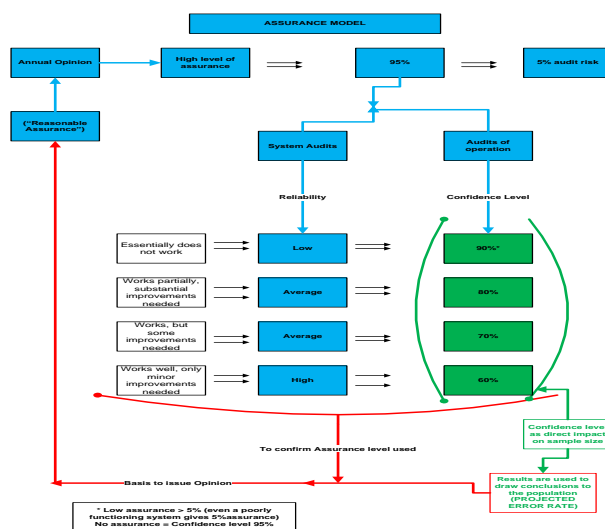 ASSURANCE MODEL
Annual Opinion
High level of
assurance
95%
5% audit risk
("Reasonable
Assurance")
System Audits
Audits of
operation
Reliability
Confidence Level
Essentially does
not work
Low
90%*
Works partially,
substantial
improvements
needed
Average
80%
Works, but
some
improvements
needed
Average
70%
Works well, only
minor
improvements
needed
High
60%
Confidence level
as direct impact
on sample size
To confirm Assurance level used
Basis to issue Opinion
Results are used to
draw conclusions to
the population
(PROJECTED
ERROR RATE)
* Low assurance > 5% (even a poorly
functioning system gives 5%assurance)
No assurance = Confidence level 95%